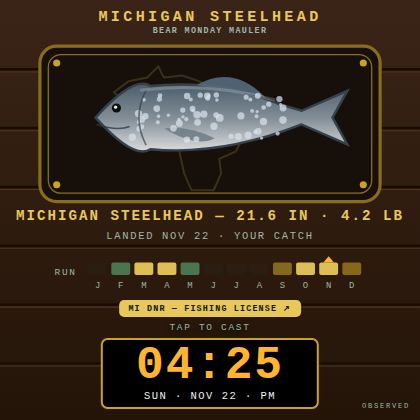 MICHIGAN STEELHEAD
BEAR MONDAY MAULER
MICHIGAN STEELHEAD — 21.6 IN · 4.2 LB
LANDED NOV 22 · YOUR CATCH
RUN
J F M A M J J A S O N D
MI DNR — FISHING LICENSE ↗
TAP TO CAST
04:25
SUN · NOV 22 · PM
OBSERVED